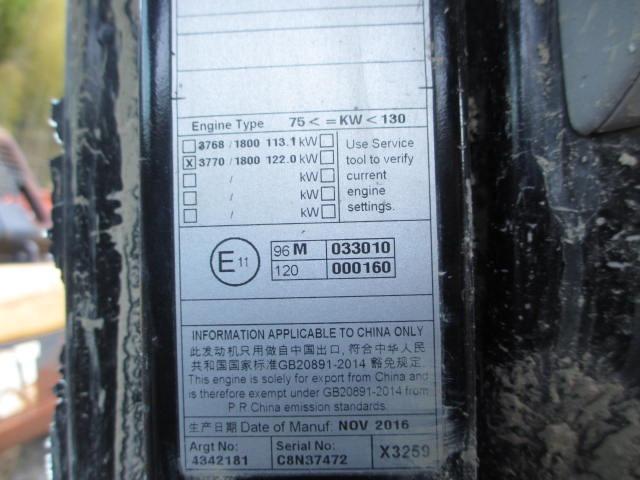 Engine Type 75 < = KW < 130
3768 / 1800 113.1 kW
X 3770 / 1800 122.0 kW
/ kW
/ kW
/ kW
Use Service
tool to verify
current
engine
settings.
E 11
96 M 033010
120 000160
INFORMATION APPLICABLE TO CHINA ONLY
此发动机只用做自中国出口, 符合中华人民
共和国国家标准GB20891-2014 豁免规定.
This engine is solely for export from China and
is therefore exempt under GB20891-2014 from
P.R.China emission standards.
生产日期 Date of Manuf: NOV 2016
Argt No: Serial No: X3259
4342181 C8N37472